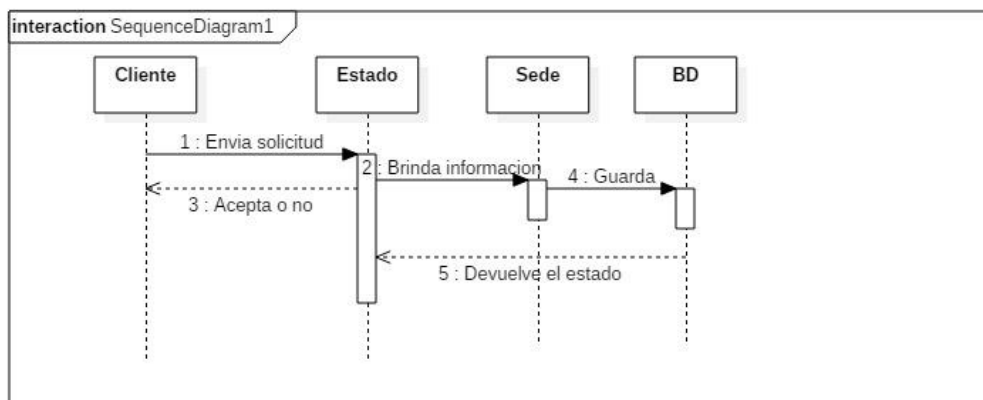 interaction SequenceDiagram1
Cliente
Estado
Sede
BD
1 : Envia solicitud
2 : Brinda informacion
4 : Guarda
3 : Acepta o no
5 : Devuelve el estado